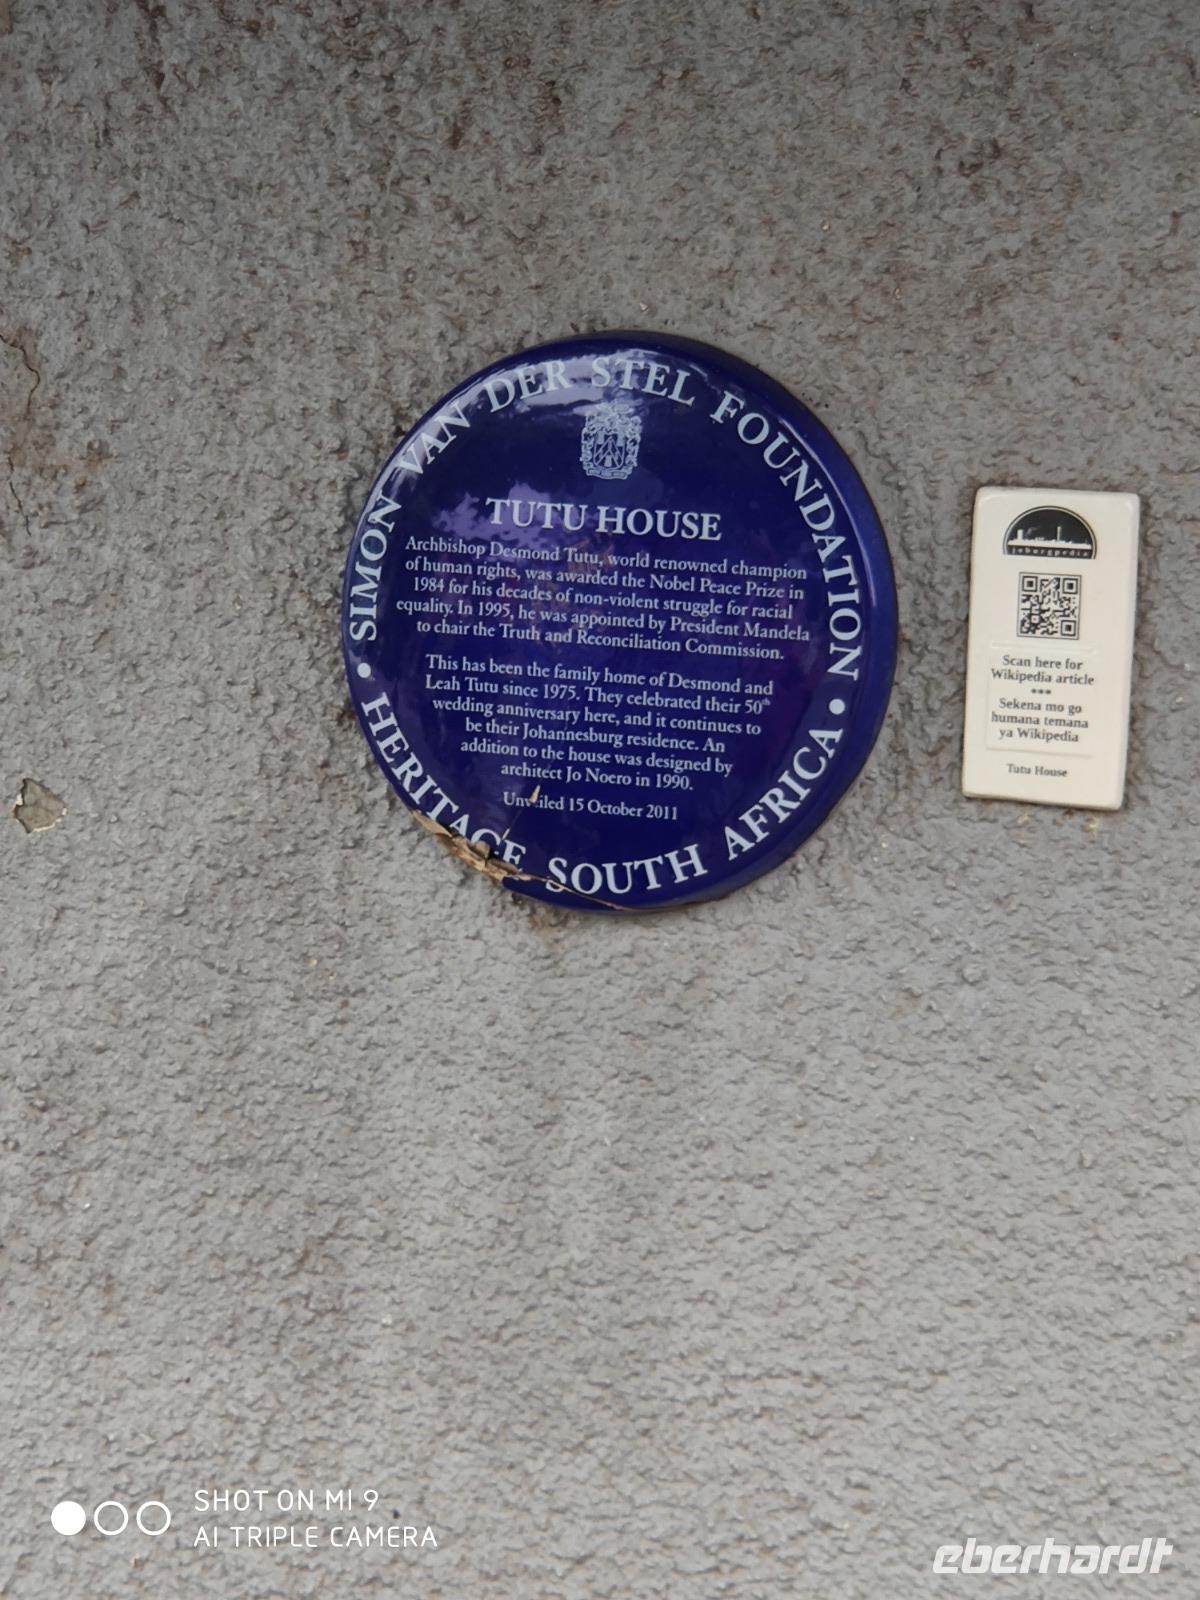 SIMON VAN DER STEL FOUNDATION
TUTU HOUSE
Archbishop Desmond Tutu, world renowned champion
of human rights, was awarded the Nobel Peace Prize in
1984 for his decades of non-violent struggle for racial
equality. In 1995, he was appointed by President Mandela
to chair the Truth and Reconciliation Commission.
This has been the family home of Desmond and
Leah Tutu since 1975. They celebrated their 50th
wedding anniversary here, and it continues to
be their Johannesburg residence. An
addition to the house was designed by
architect Jo Noero in 1990.
Unveiled 15 October 2011
• HERITAGE SOUTH AFRICA •
joburgpedia
Scan here for
Wikipedia article
***
Sekena mo go
humana temana
ya Wikipedia
Tutu House
SHOT ON MI 9
AI TRIPLE CAMERA
eberhardt